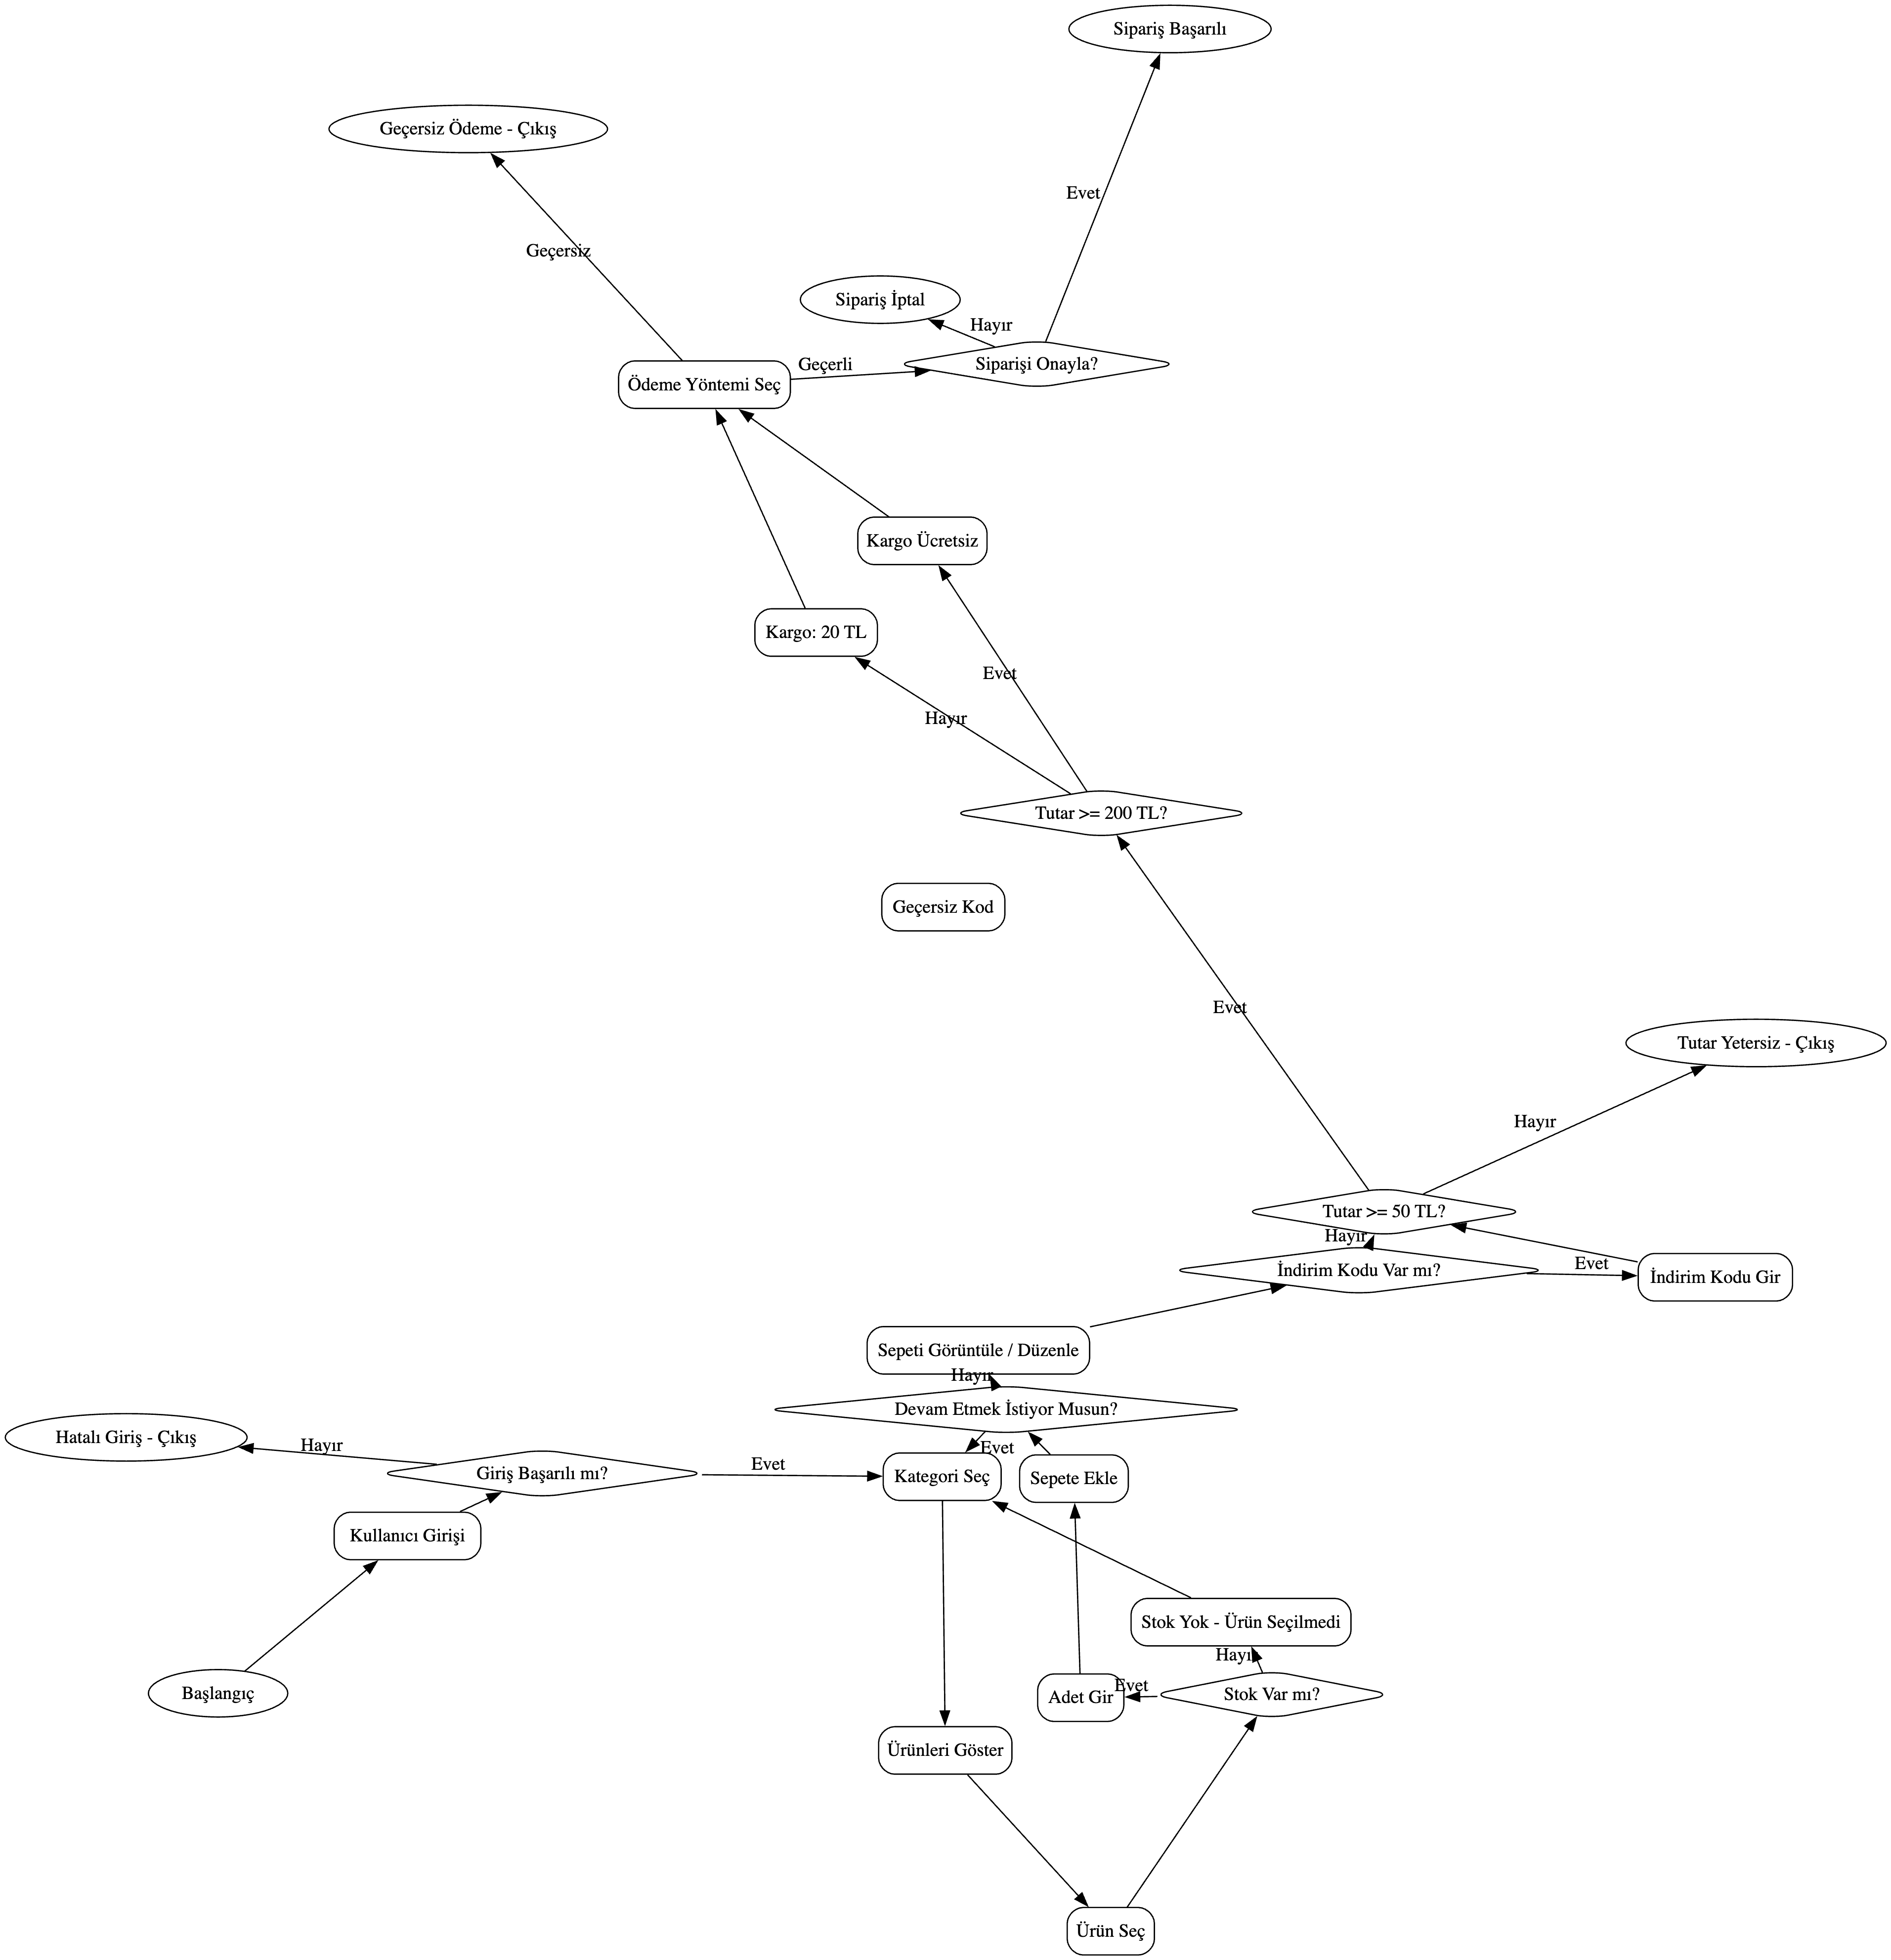 Sipariş Başarılı
Geçersiz Ödeme - Çıkış
Evet
Geçersiz
Sipariş İptal
Hayır
Siparişi Onayla?
Geçerli
Ödeme Yöntemi Seç
Kargo Ücretsiz
Kargo: 20 TL
Evet
Hayır
Tutar >= 200 TL?
Geçersiz Kod
Evet
Tutar Yetersiz - Çıkış
Hayır
Tutar >= 50 TL?
Hayır
İndirim Kodu Var mı?
Evet
İndirim Kodu Gir
Sepeti Görüntüle / Düzenle
Hayır
Devam Etmek İstiyor Musun?
Hatalı Giriş - Çıkış
Hayır
Giriş Başarılı mı?
Evet
Evet
Kategori Seç
Sepete Ekle
Kullanıcı Girişi
Stok Yok - Ürün Seçilmedi
Hayır
Başlangıç
Adet Gir
Evet
Stok Var mı?
Ürünleri Göster
Ürün Seç